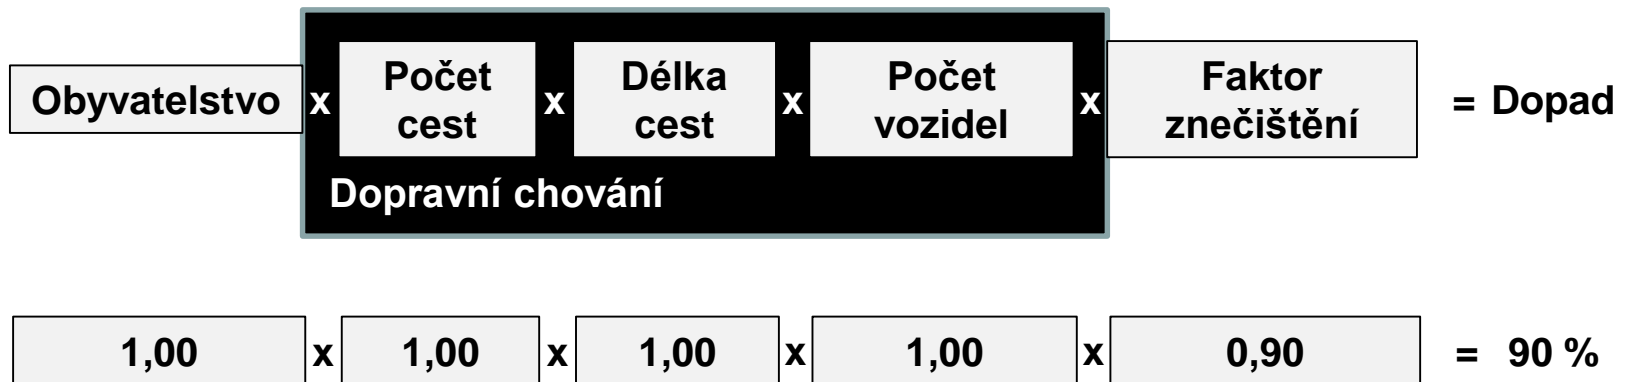 Obyvatelstvo x Počet cest x Délka cest x Počet vozidel x Faktor znečištění = Dopad
Dopravní chování
1,00 x 1,00 x 1,00 x 1,00 x 0,90 = 90 %